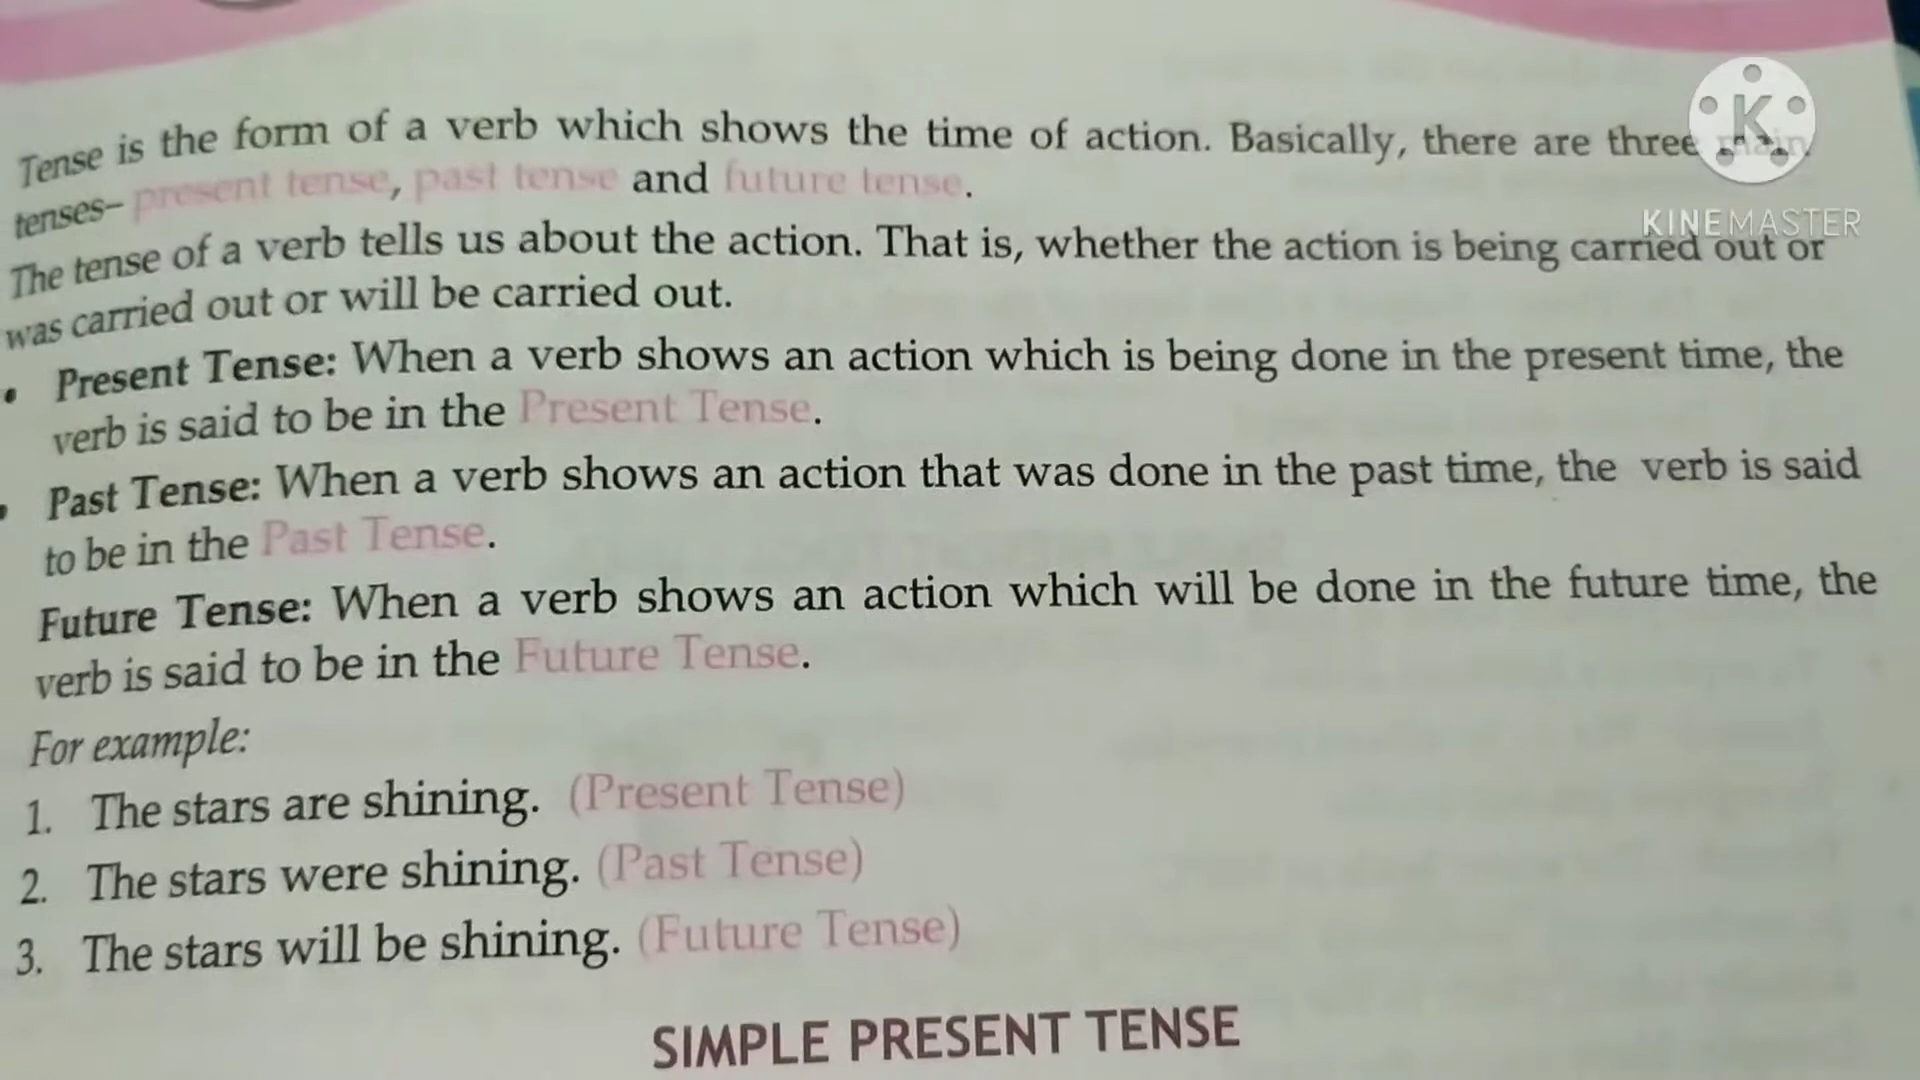 Tense is the form of a verb which shows the time of action. Basically, there are three main
tenses– present tense, past tense and future tense.
The tense of a verb tells us about the action. That is, whether the action is being carried out or
was carried out or will be carried out.
• Present Tense: When a verb shows an action which is being done in the present time, the
verb is said to be in the Present Tense.
• Past Tense: When a verb shows an action that was done in the past time, the verb is said
to be in the Past Tense.
Future Tense: When a verb shows an action which will be done in the future time, the
verb is said to be in the Future Tense.
For example:
1. The stars are shining. (Present Tense)
2. The stars were shining. (Past Tense)
3. The stars will be shining. (Future Tense)
SIMPLE PRESENT TENSE
K
KINEMASTER